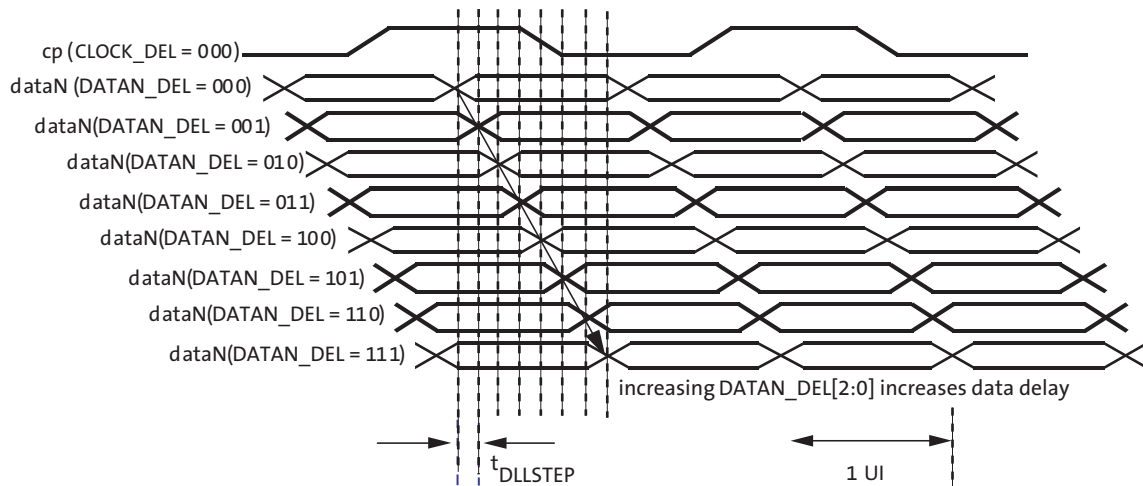 cp (CLOCK_DEL = 000)
dataN (DATAN_DEL = 000)
dataN(DATAN_DEL = 001)
dataN(DATAN_DEL = 010)
dataN(DATAN_DEL = 011)
dataN(DATAN_DEL = 100)
dataN(DATAN_DEL = 101)
dataN(DATAN_DEL = 110)
dataN(DATAN_DEL = 111)
increasing DATAN_DEL[2:0] increases data delay
tDLLSTEP
1 UI